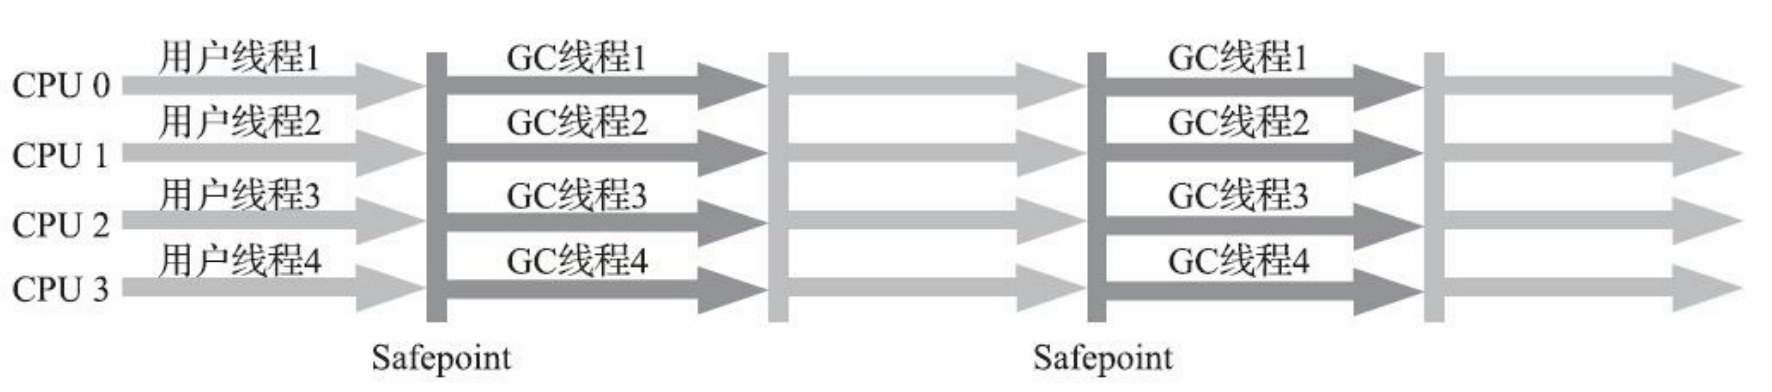 用户线程1 GC线程1 GC线程1
CPU 0
用户线程2 GC线程2 GC线程2
CPU 1
用户线程3 GC线程3 GC线程3
CPU 2
用户线程4 GC线程4 GC线程4
CPU 3
Safepoint Safepoint